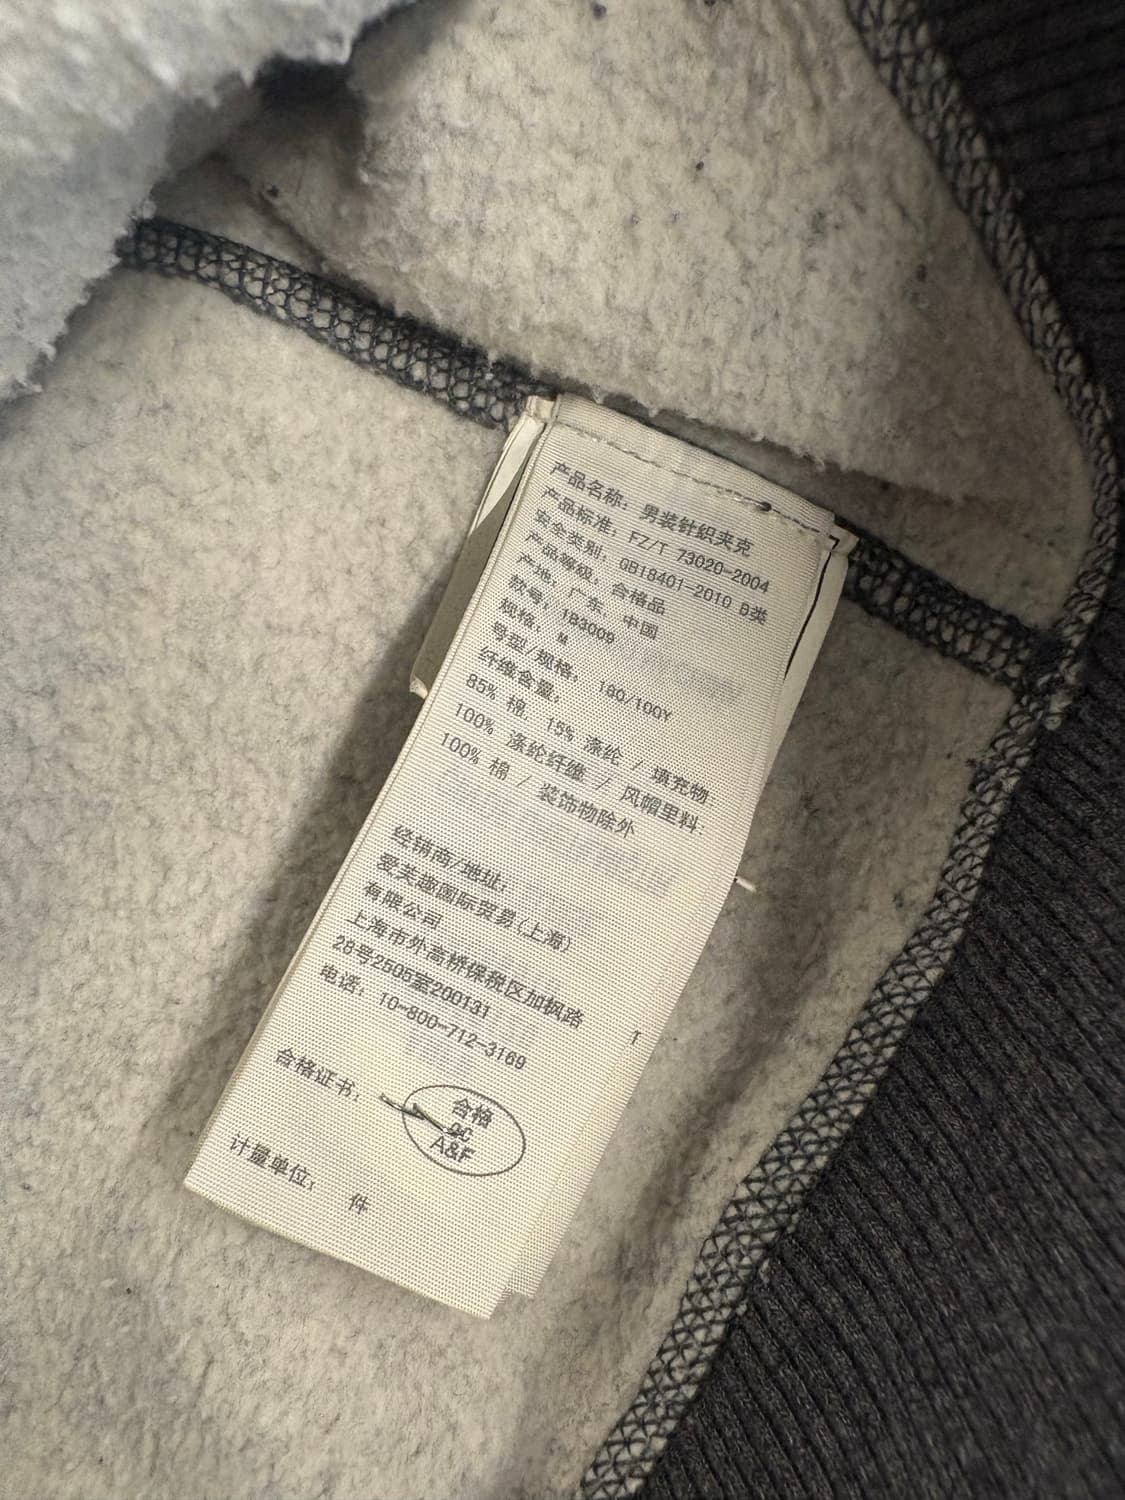 产品名称: 男装针织夹克
产品标准: FZ/T 73020-2004
安全类别: GB18401-2010 B类
产品等级: 合格品
产地: 广东, 中国
款号: 1B3009
规格: M
号型/规格: 180/100Y
纤维含量:
85% 棉, 15% 涤纶 / 填充物
100% 涤纶纤维 / 风帽里料:
100% 棉 / 装饰物除外
经销商/地址:
爱芙趣国际贸易(上海)
有限公司
上海市外高桥保税区加枫路
28号2505室200131
电话: 10-800-712-3169
合格证书:
合格
QC
A&F
计量单位: 件